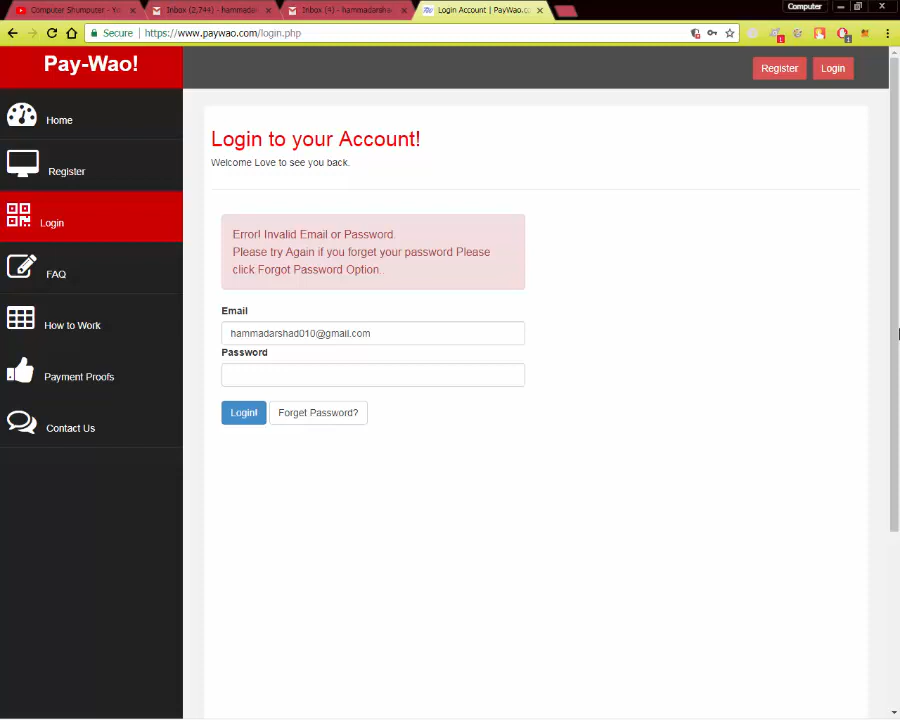 Computer Shumputer - Yo
Inbox (2,744) - hammada
Inbox (4) - hammadarsha
Login Account | PayWao.c
Computer
Secure
https://www.paywao.com/login.php
1
1
Pay-Wao!
Register
Login
Home
Register
Login
FAQ
How to Work
Payment Proofs
Contact Us
Login to your Account!
Welcome Love to see you back.
Error! Invalid Email or Password.
Please try Again if you forget your password Please
click Forgot Password Option..
Email
hammadarshad010@gmail.com
Password
Login!
Forget Password?